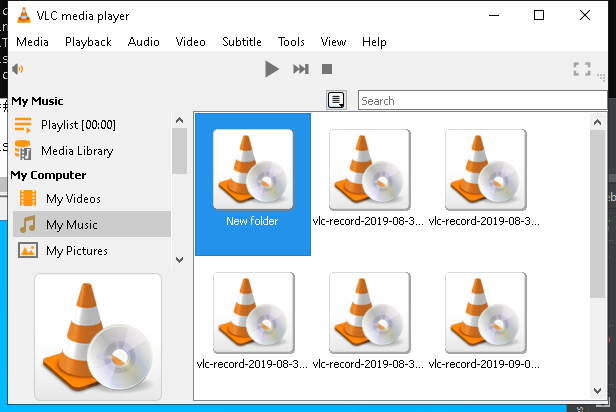 VLC media player
Media Playback Audio Video Subtitle Tools View Help
My Music
Search
Playlist [00:00]
Media Library
My Computer
My Videos
My Music
My Pictures
New folder
vlc-record-2019-08-3...
vlc-record-2019-08-3...
vlc-record-2019-08-3...
vlc-record-2019-08-3...
vlc-record-2019-09-0...